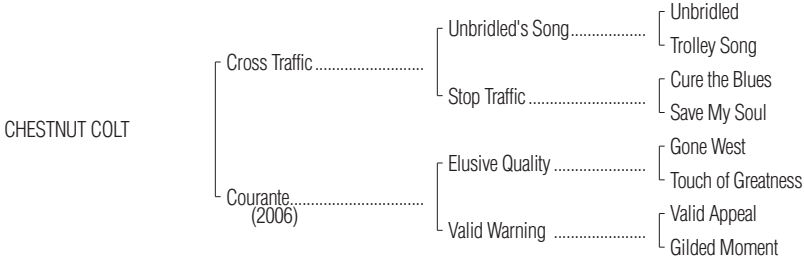 Unbridled
Unbridled's Song..................
Trolley Song
Cross Traffic..........................
Cure the Blues
Stop Traffic............................
Save My Soul
CHESTNUT COLT
Gone West
Elusive Quality ......................
Touch of Greatness
Courante................................
(2006)
Valid Appeal
Valid Warning ......................
Gilded Moment